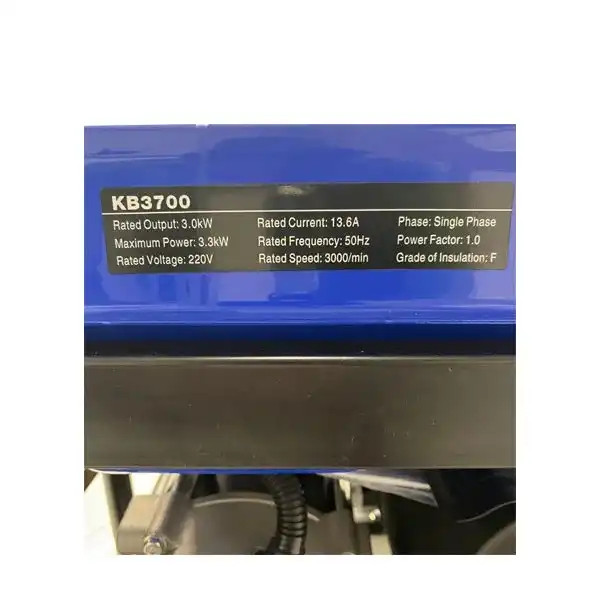 KB3700
Rated Output: 3.0kW Rated Current: 13.6A Phase: Single Phase
Maximum Power: 3.3kW Rated Frequency: 50Hz Power Factor: 1.0
Rated Voltage: 220V Rated Speed: 3000/min Grade of Insulation: F